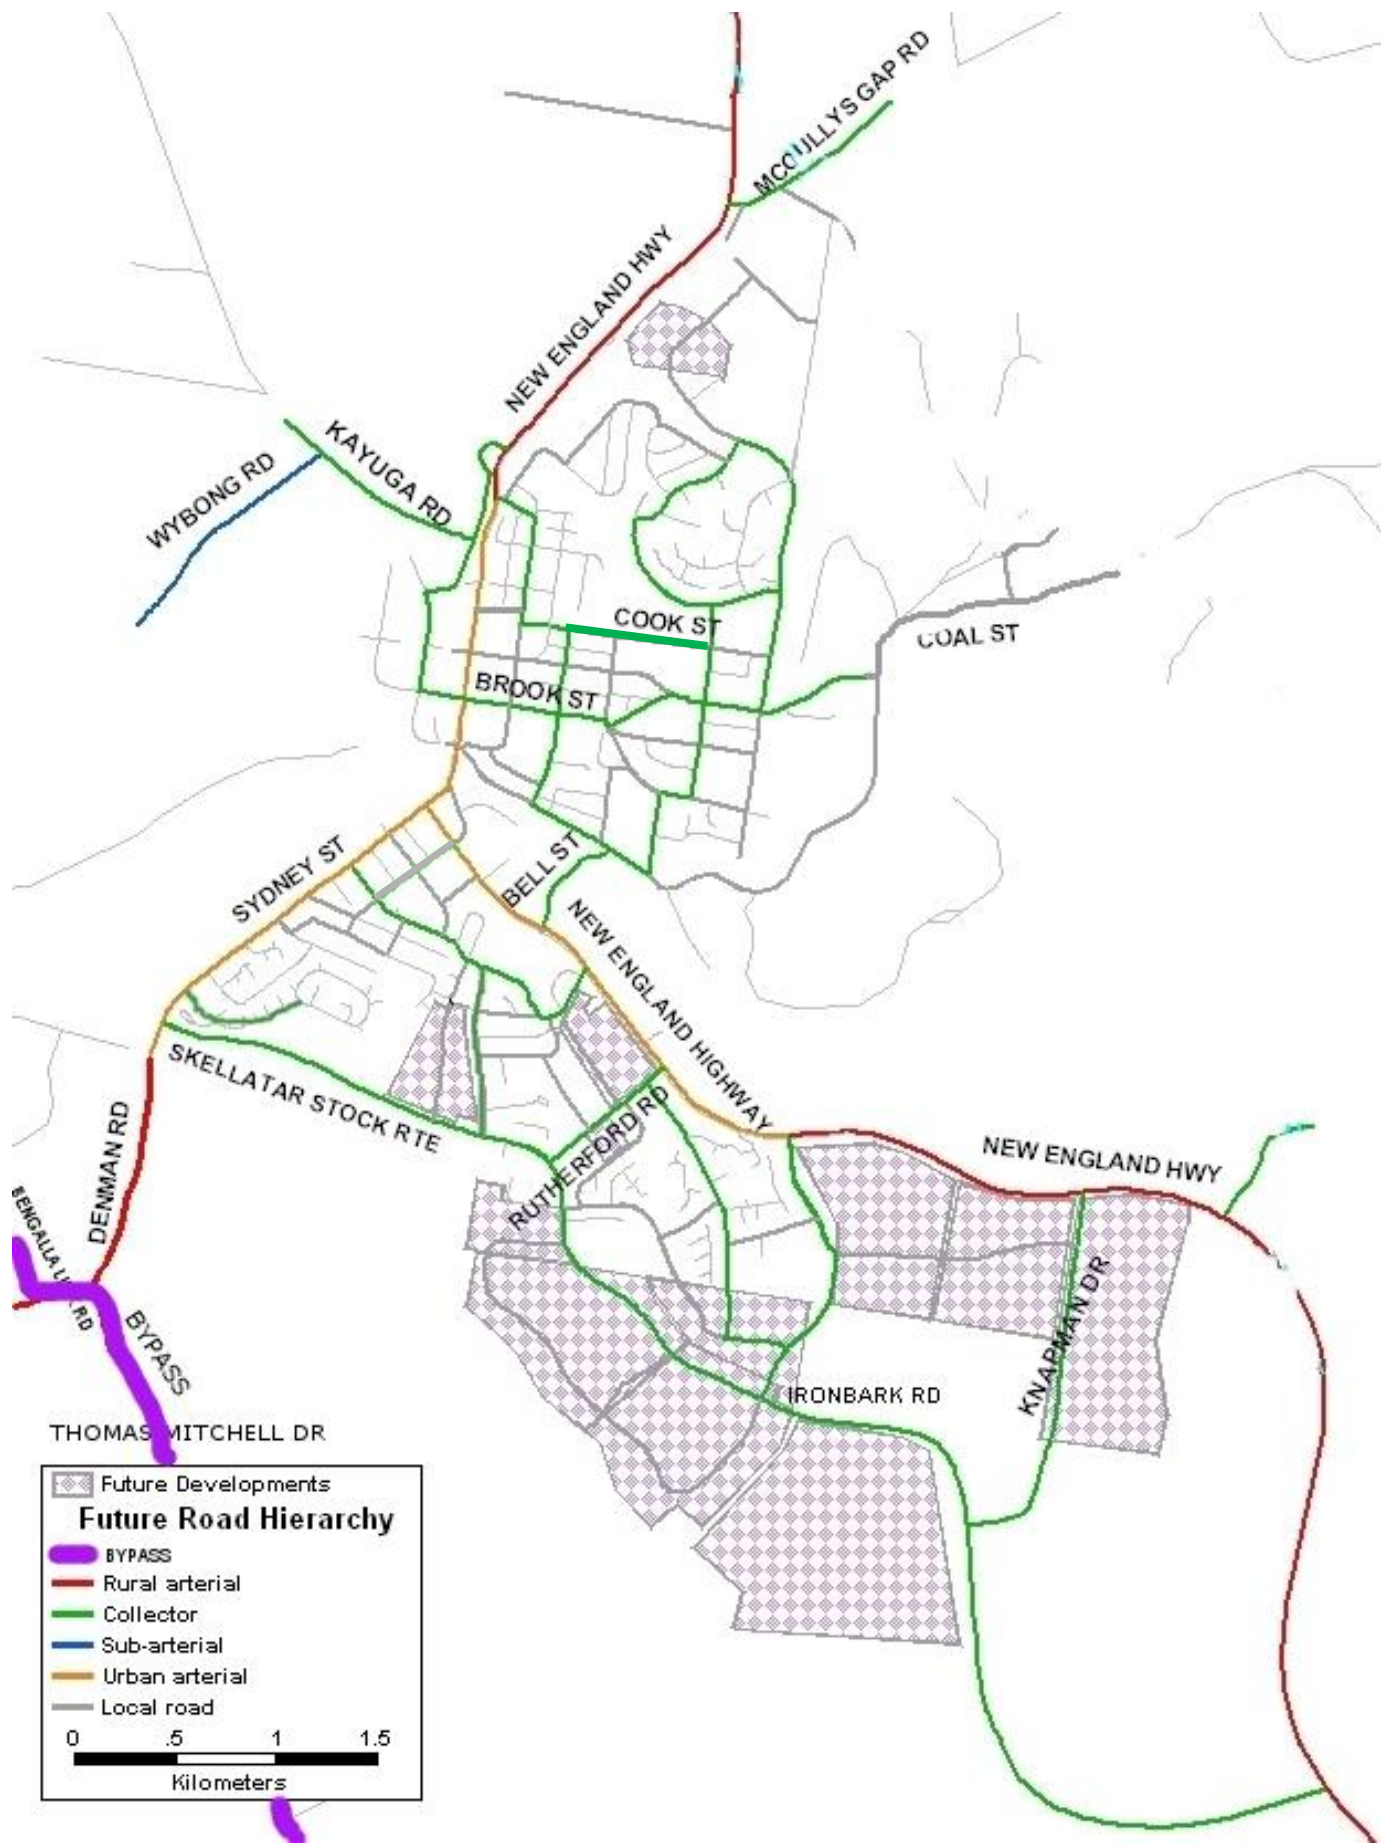 MCCULLYS GAP RD
NEW ENGLAND HWY
KAYUGA RD
WYBONG RD
COOK ST
COAL ST
BROOK ST
SYDNEY ST
BELL ST
NEW ENGLAND HIGHWAY
SKELLATAR STOCK RTE
RUTHERFORD RD
DENMAN RD
NEW ENGLAND HWY
BENGALLA
RD
BYPASS
KNAPMAN DR
IRONBARK RD
THOMAS MITCHELL DR
Future Developments
Future Road Hierarchy
BYPASS
Rural arterial
Collector
Sub-arterial
Urban arterial
Local road
0 .5 1 1.5
Kilometers